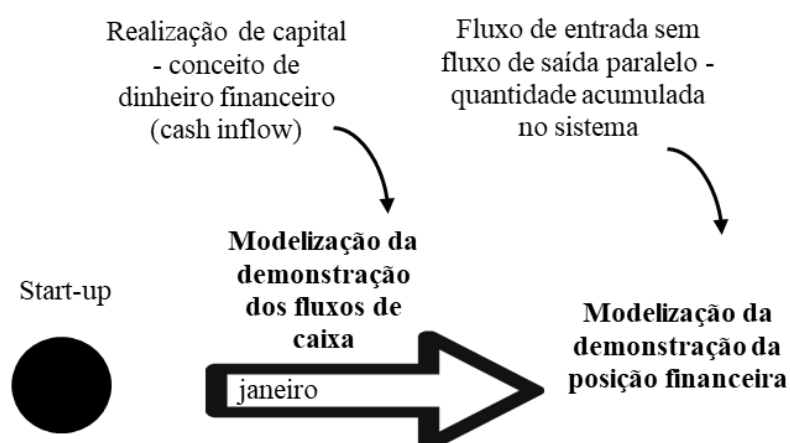 Realização de capital
- conceito de
dinheiro financeiro
(cash inflow)
Fluxo de entrada sem
fluxo de saída paralelo -
quantidade acumulada
no sistema
Modelização da
demonstração
dos fluxos de
caixa
Start-up
janeiro
Modelização da
demonstração da
posição financeira